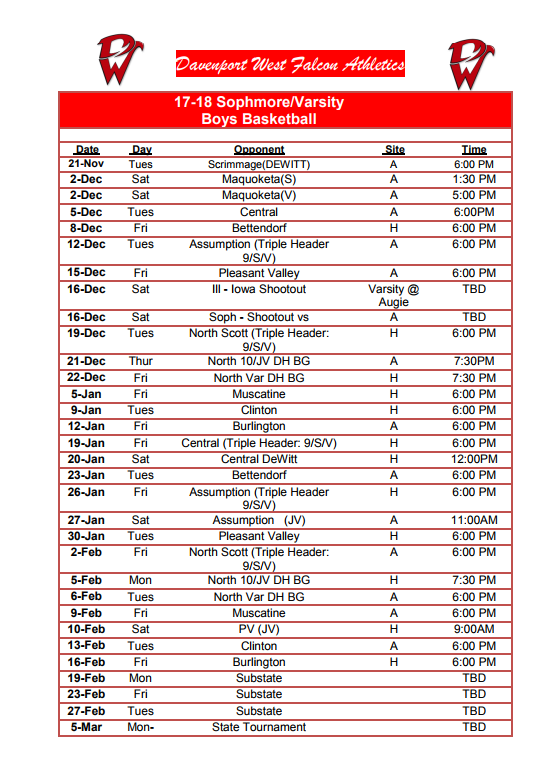 Davenport West Falcon Athletics
17-18 Sophmore/Varsity
Boys Basketball
Date Day Opponent Site Time
21-Nov Tues Scrimmage(DEWITT) A 6:00 PM
2-Dec Sat Maquoketa(S) A 1:30 PM
2-Dec Sat Maquoketa(V) A 5:00 PM
5-Dec Tues Central A 6:00PM
8-Dec Fri Bettendorf H 6:00 PM
12-Dec Tues Assumption (Triple Header A 6:00 PM
9/S/V)
15-Dec Fri Pleasant Valley A 6:00 PM
16-Dec Sat Ill - Iowa Shootout Varsity @ TBD
Augie
16-Dec Sat Soph - Shootout vs A TBD
19-Dec Tues North Scott (Triple Header: H 6:00 PM
9/S/V)
21-Dec Thur North 10/JV DH BG A 7:30PM
22-Dec Fri North Var DH BG H 7:30 PM
5-Jan Fri Muscatine H 6:00 PM
9-Jan Tues Clinton H 6:00 PM
12-Jan Fri Burlington A 6:00 PM
19-Jan Fri Central (Triple Header: 9/S/V) H 6:00 PM
20-Jan Sat Central DeWitt H 12:00PM
23-Jan Tues Bettendorf A 6:00 PM
26-Jan Fri Assumption (Triple Header H 6:00 PM
9/S/V)
27-Jan Sat Assumption (JV) A 11:00AM
30-Jan Tues Pleasant Valley H 6:00 PM
2-Feb Fri North Scott (Triple Header: A 6:00 PM
9/S/V)
5-Feb Mon North 10/JV DH BG H 7:30 PM
6-Feb Tues North Var DH BG A 6:00 PM
9-Feb Fri Muscatine A 6:00 PM
10-Feb Sat PV (JV) H 9:00AM
13-Feb Tues Clinton A 6:00 PM
16-Feb Fri Burlington H 6:00 PM
19-Feb Mon Substate TBD
23-Feb Fri Substate TBD
27-Feb Tues Substate TBD
5-Mar Mon- State Tournament TBD